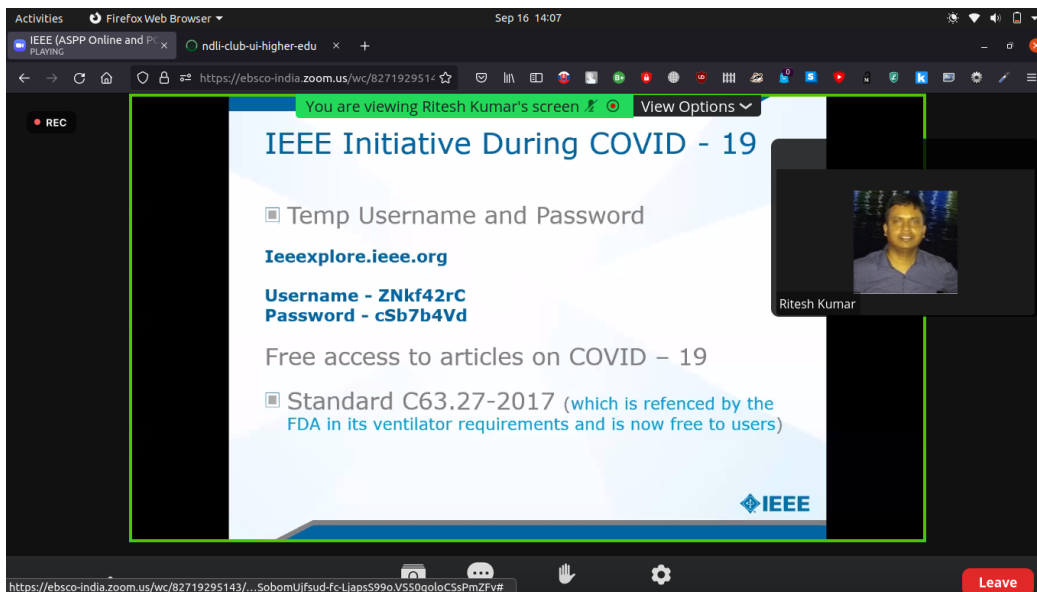 Activities Firefox Web Browser Sep 16 14:07
IEEE (ASPP Online and PC
PLAYING
ndli-club-ui-higher-edu
https://ebsco-india.zoom.us/wc/8271929514
REC
You are viewing Ritesh Kumar's screen View Options
IEEE Initiative During COVID - 19
Temp Username and Password
Ieeexplore.ieee.org
Username - ZNkf42rC
Password - cSb7b4Vd
Free access to articles on COVID – 19
Standard C63.27-2017 (which is refenced by the
FDA in its ventilator requirements and is now free to users)
IEEE
Ritesh Kumar
Leave